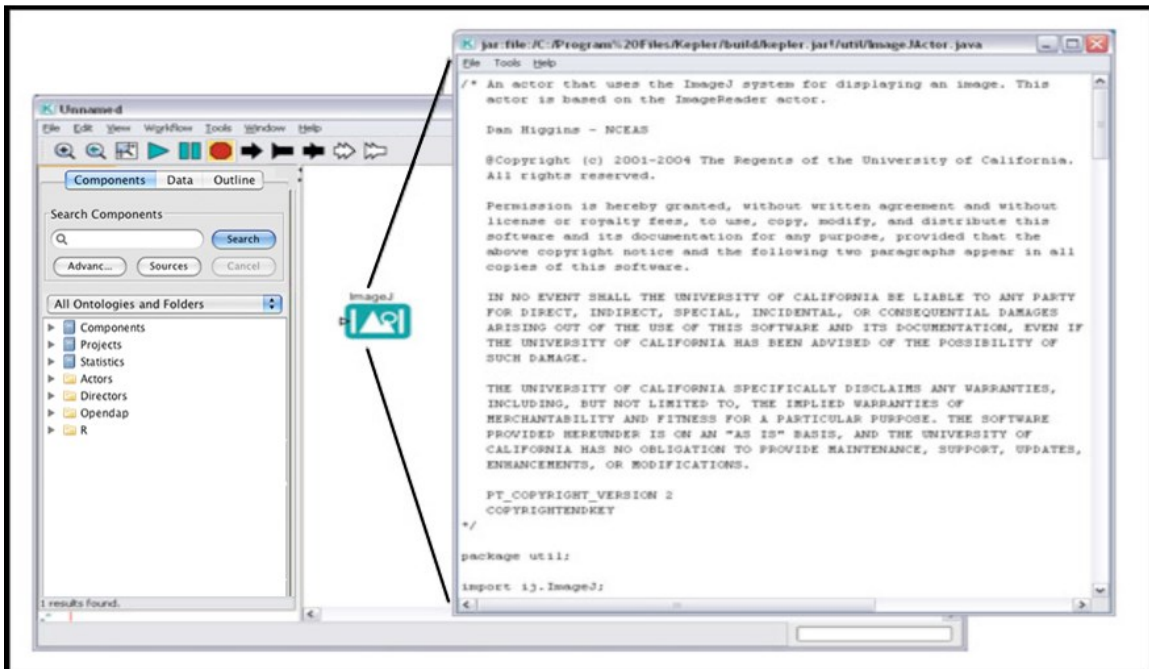 Unnamed
File Edit View Workflow Tools Window Help
Components Data Outline
Search Components
Search
Advanc... Sources Cancel
All Ontologies and Folders
Components
Projects
Statistics
Actors
Directors
Opendap
R
1 results found.
ImageJ
jar:file:/C:/Program%20Files/Kepler/build/kepler.jar!/util/ImageJActor.java
File Tools Help
/* An actor that uses the ImageJ system for displaying an image. This
actor is based on the ImageReader actor.
Dan Higgins - NCEAS
@Copyright (c) 2001-2004 The Regents of the University of California.
All rights reserved.
Permission is hereby granted, without written agreement and without
license or royalty fees, to use, copy, modify, and distribute this
software and its documentation for any purpose, provided that the
above copyright notice and the following two paragraphs appear in all
copies of this software.
IN NO EVENT SHALL THE UNIVERSITY OF CALIFORNIA BE LIABLE TO ANY PARTY
FOR DIRECT, INDIRECT, SPECIAL, INCIDENTAL, OR CONSEQUENTIAL DAMAGES
ARISING OUT OF THE USE OF THIS SOFTWARE AND ITS DOCUMENTATION, EVEN IF
THE UNIVERSITY OF CALIFORNIA HAS BEEN ADVISED OF THE POSSIBILITY OF
SUCH DAMAGE.
THE UNIVERSITY OF CALIFORNIA SPECIFICALLY DISCLAIMS ANY WARRANTIES,
INCLUDING, BUT NOT LIMITED TO, THE IMPLIED WARRANTIES OF
MERCHANTABILITY AND FITNESS FOR A PARTICULAR PURPOSE. THE SOFTWARE
PROVIDED HEREUNDER IS ON AN "AS IS" BASIS, AND THE UNIVERSITY OF
CALIFORNIA HAS NO OBLIGATION TO PROVIDE MAINTENANCE, SUPPORT, UPDATES,
ENHANCEMENTS, OR MODIFICATIONS.
PT_COPYRIGHT_VERSION 2
COPYRIGHTENDKEY
*/
package util;
import ij.ImageJ;